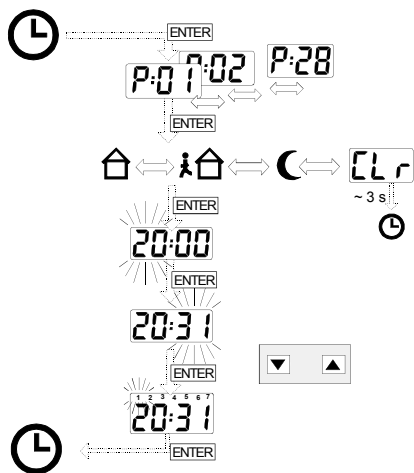 ENTER
P:01 P:02 P:28
ENTER
CLr
~ 3 s
ENTER
20:00
ENTER
20:31
ENTER
1 2 3 4 5 6 7
20:31
ENTER